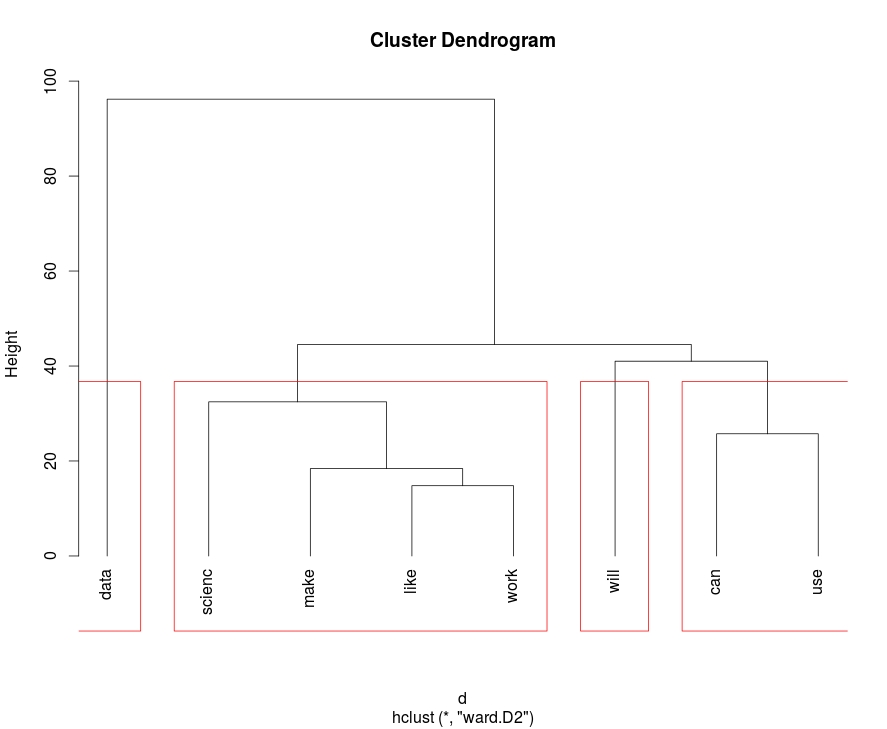 Cluster Dendrogram
Height
100
80
60
40
20
0
data
scienc
make
like
work
will
can
use
d
hclust (*, "ward.D2")